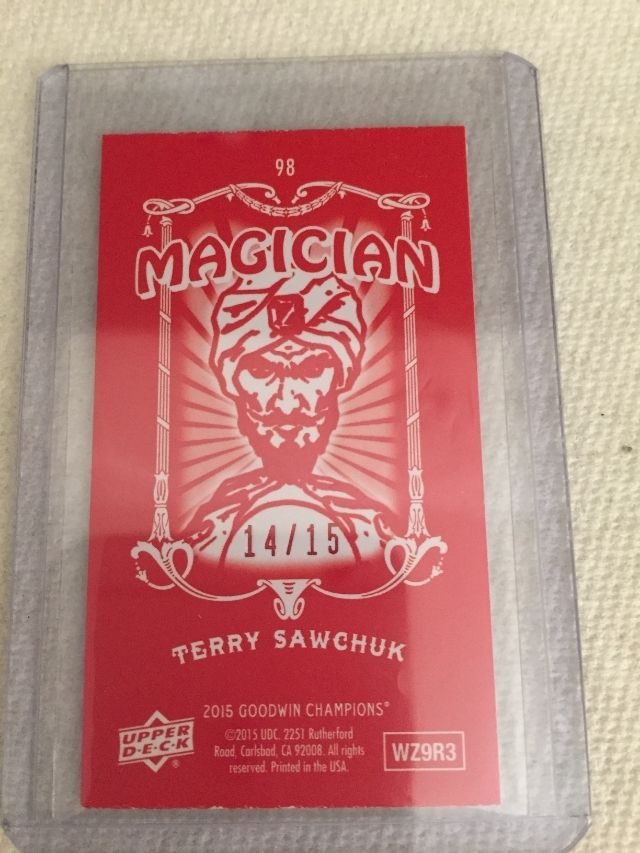 98
MAGICIAN
14/15
TERRY SAWCHUK
2015 GOODWIN CHAMPIONS®
©2015 UDC. 2251 Rutherford
Road, Carlsbad, CA 92008. All rights
reserved. Printed in the USA.
UPPER
D•E•C•K®
WZ9R3